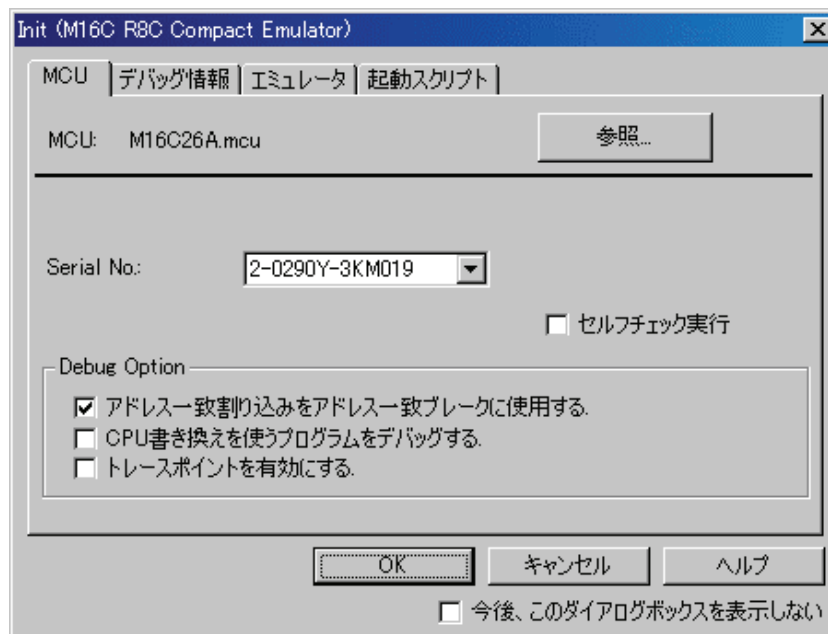 Init (M16C R8C Compact Emulator)
MCU デバッグ情報 エミュレータ 起動スクリプト
MCU: M16C26A.mcu 参照...
Serial No.: 2-0290Y-3KM019
セルフチェック実行
Debug Option
アドレス一致割り込みをアドレス一致ブレークに使用する.
CPU書き換えを使うプログラムをデバッグする.
トレースポイントを有効にする.
OK キャンセル ヘルプ
今後、このダイアログボックスを表示しない